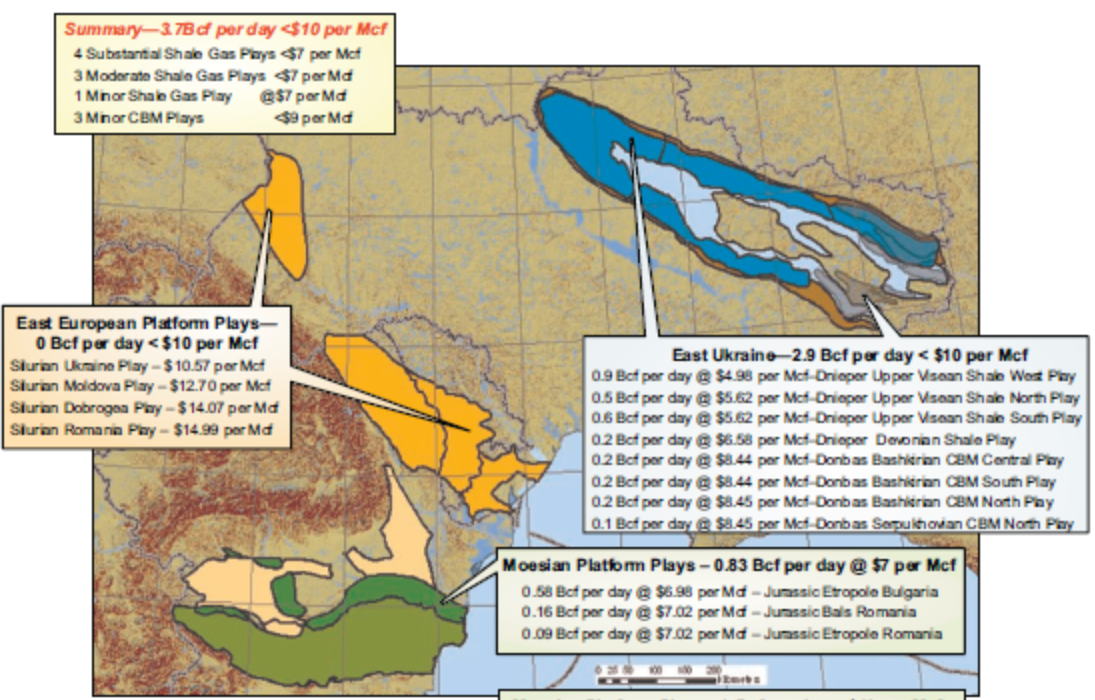 Summary—3.7Bcf per day <$10 per Mcf
4 Substantial Shale Gas Plays <$7 per Mcf
3 Moderate Shale Gas Plays <$7 per Mcf
1 Minor Shale Gas Play @$7 per Mcf
3 Minor CBM Plays <$9 per Mcf
East European Platform Plays—
0 Bcf per day < $10 per Mcf
Silurian Ukraine Play – $10.57 per Mcf
Silurian Moldova Play – $12.70 per Mcf
Silurian Dobrogea Play – $14.07 per Mcf
Silurian Romania Play – $14.99 per Mcf
East Ukraine—2.9 Bcf per day < $10 per Mcf
0.9 Bcf per day @ $4.98 per Mcf–Dnieper Upper Visean Shale West Play
0.5 Bcf per day @ $5.62 per Mcf–Dnieper Upper Visean Shale North Play
0.6 Bcf per day @ $5.62 per Mcf–Dnieper Upper Visean Shale South Play
0.2 Bcf per day @ $6.58 per Mcf–Dnieper Devonian Shale Play
0.2 Bcf per day @ $8.44 per Mcf–Donbas Bashkirian CBM Central Play
0.2 Bcf per day @ $8.44 per Mcf–Donbas Bashkirian CBM South Play
0.2 Bcf per day @ $8.45 per Mcf–Donbas Bashkirian CBM North Play
0.1 Bcf per day @ $8.45 per Mcf–Donbas Serpukhovian CBM North Play
Moesian Platform Plays – 0.83 Bcf per day @ $7 per Mcf
0.58 Bcf per day @ $6.98 per Mcf – Jurassic Etropole Bulgaria
0.16 Bcf per day @ $7.02 per Mcf – Jurassic Bals Romania
0.09 Bcf per day @ $7.02 per Mcf – Jurassic Etropole Romania
0 25 50 100 150 200
Kilometers